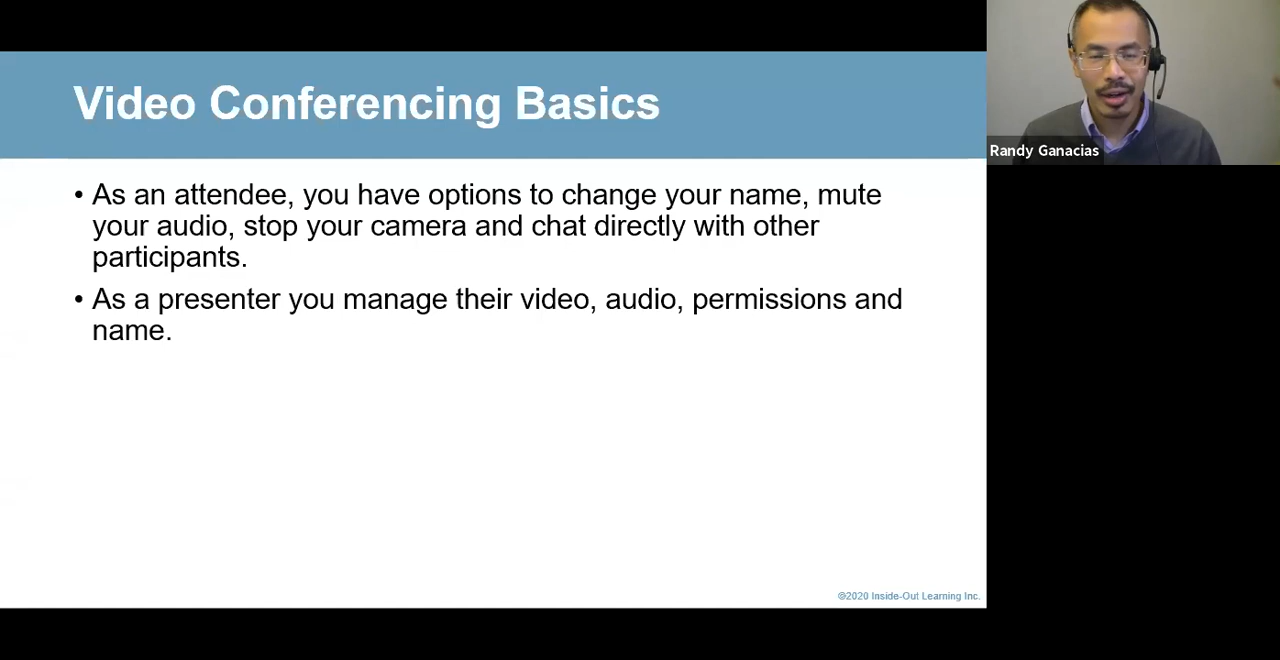 Video Conferencing Basics
• As an attendee, you have options to change your name, mute
your audio, stop your camera and chat directly with other
participants.
• As a presenter you manage their video, audio, permissions and
name.
©2020 Inside-Out Learning Inc.
Randy Ganacias